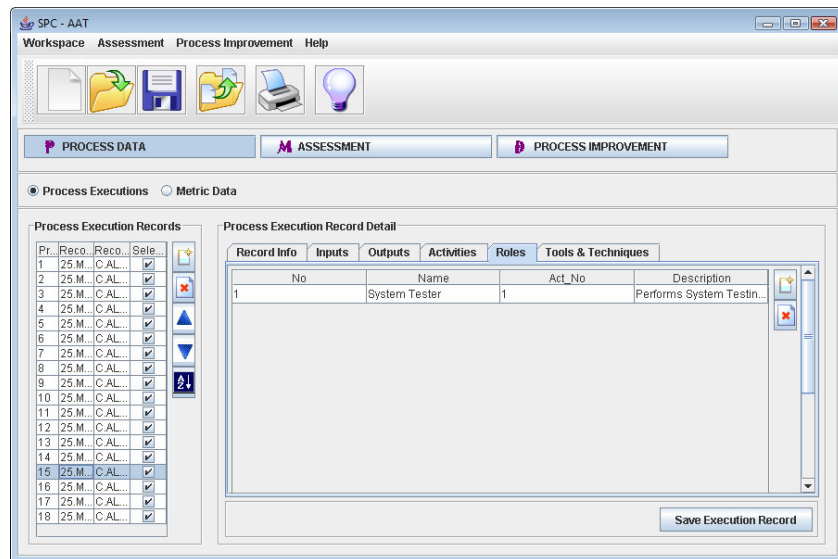 SPC - AAT
Workspace Assessment Process Improvement Help
P PROCESS DATA M ASSESSMENT PROCESS IMPROVEMENT
Process Executions Metric Data
Process Execution Records Process Execution Record Detail
Record Info Inputs Outputs Activities Roles Tools & Techniques
Pr... Reco... Reco... Sele...
No Name Act_No Description
1 System Tester 1 Performs System Testin...
1 25.M... C.AL...
2 25.M... C.AL...
3 25.M... C.AL...
4 25.M... C.AL...
5 25.M... C.AL...
6 25.M... C.AL...
7 25.M... C.AL...
8 25.M... C.AL...
9 25.M... C.AL...
10 25.M... C.AL...
11 25.M... C.AL...
12 25.M... C.AL...
13 25.M... C.AL...
14 25.M... C.AL...
15 25.M... C.AL...
16 25.M... C.AL...
17 25.M... C.AL...
18 25.M... C.AL...
Save Execution Record